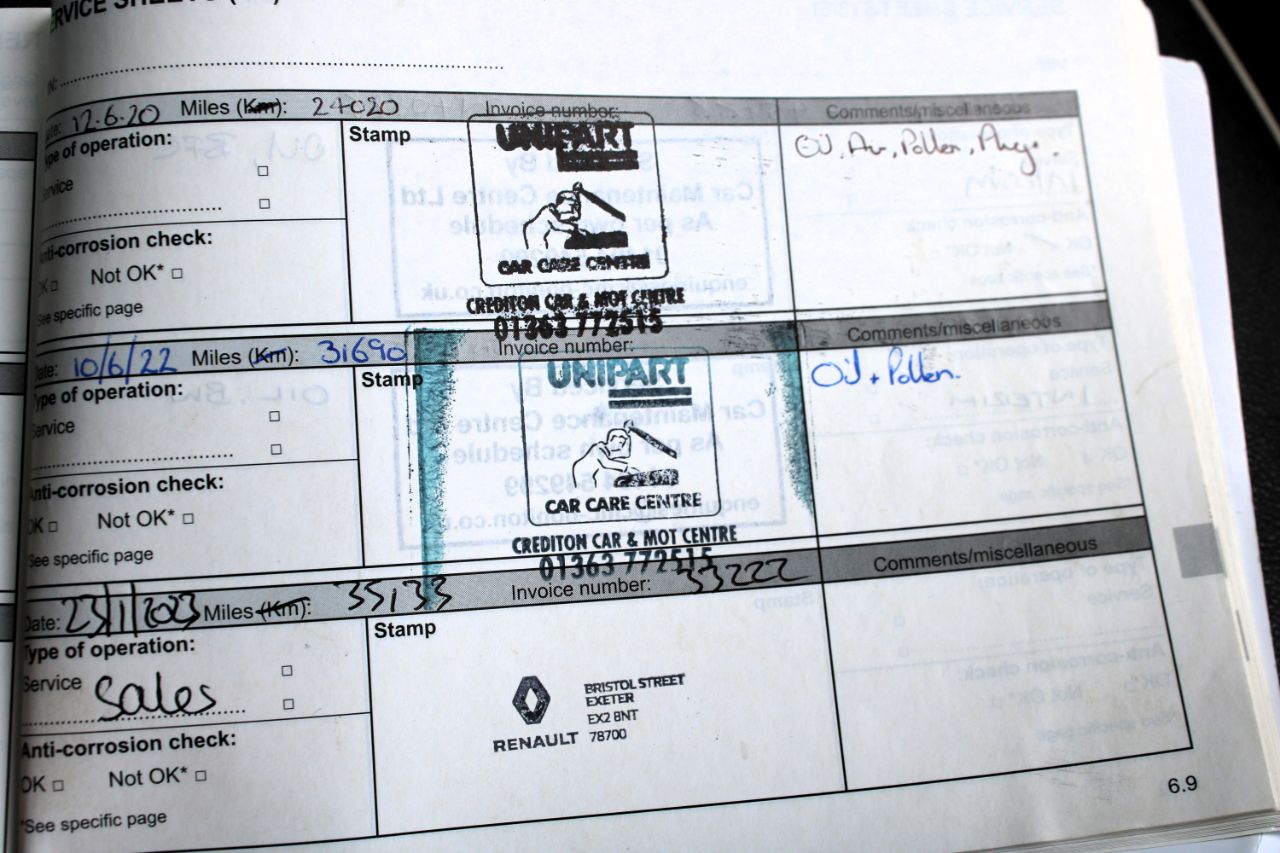 SERVICE SHEETS
12.6.20 Miles (Km): 24020 Invoice number: Comments/miscellaneous
Type of operation: Stamp
Service
UNIPART
CAR CARE CENTRE
CREDITON CAR & MOT CENTRE
01363 772515
Oil, Air, Pollen, Plugs.
Anti-corrosion check:
OK □ Not OK* □
See specific page
Date: 10/6/22 Miles (Km): 31690 Invoice number: Comments/miscellaneous
Type of operation: Stamp
Service
UNIPART
CAR CARE CENTRE
CREDITON CAR & MOT CENTRE
01363 772515
Oil + Pollen.
Anti-corrosion check:
OK □ Not OK* □
See specific page
Date: 23/1/2023 Miles (Km): 35133 Invoice number: 33222 Comments/miscellaneous
Type of operation: Stamp
Service
Sales
RENAULT
BRISTOL STREET
EXETER
EX2 8NT
78700
Anti-corrosion check:
OK □ Not OK* □
*See specific page
6.9